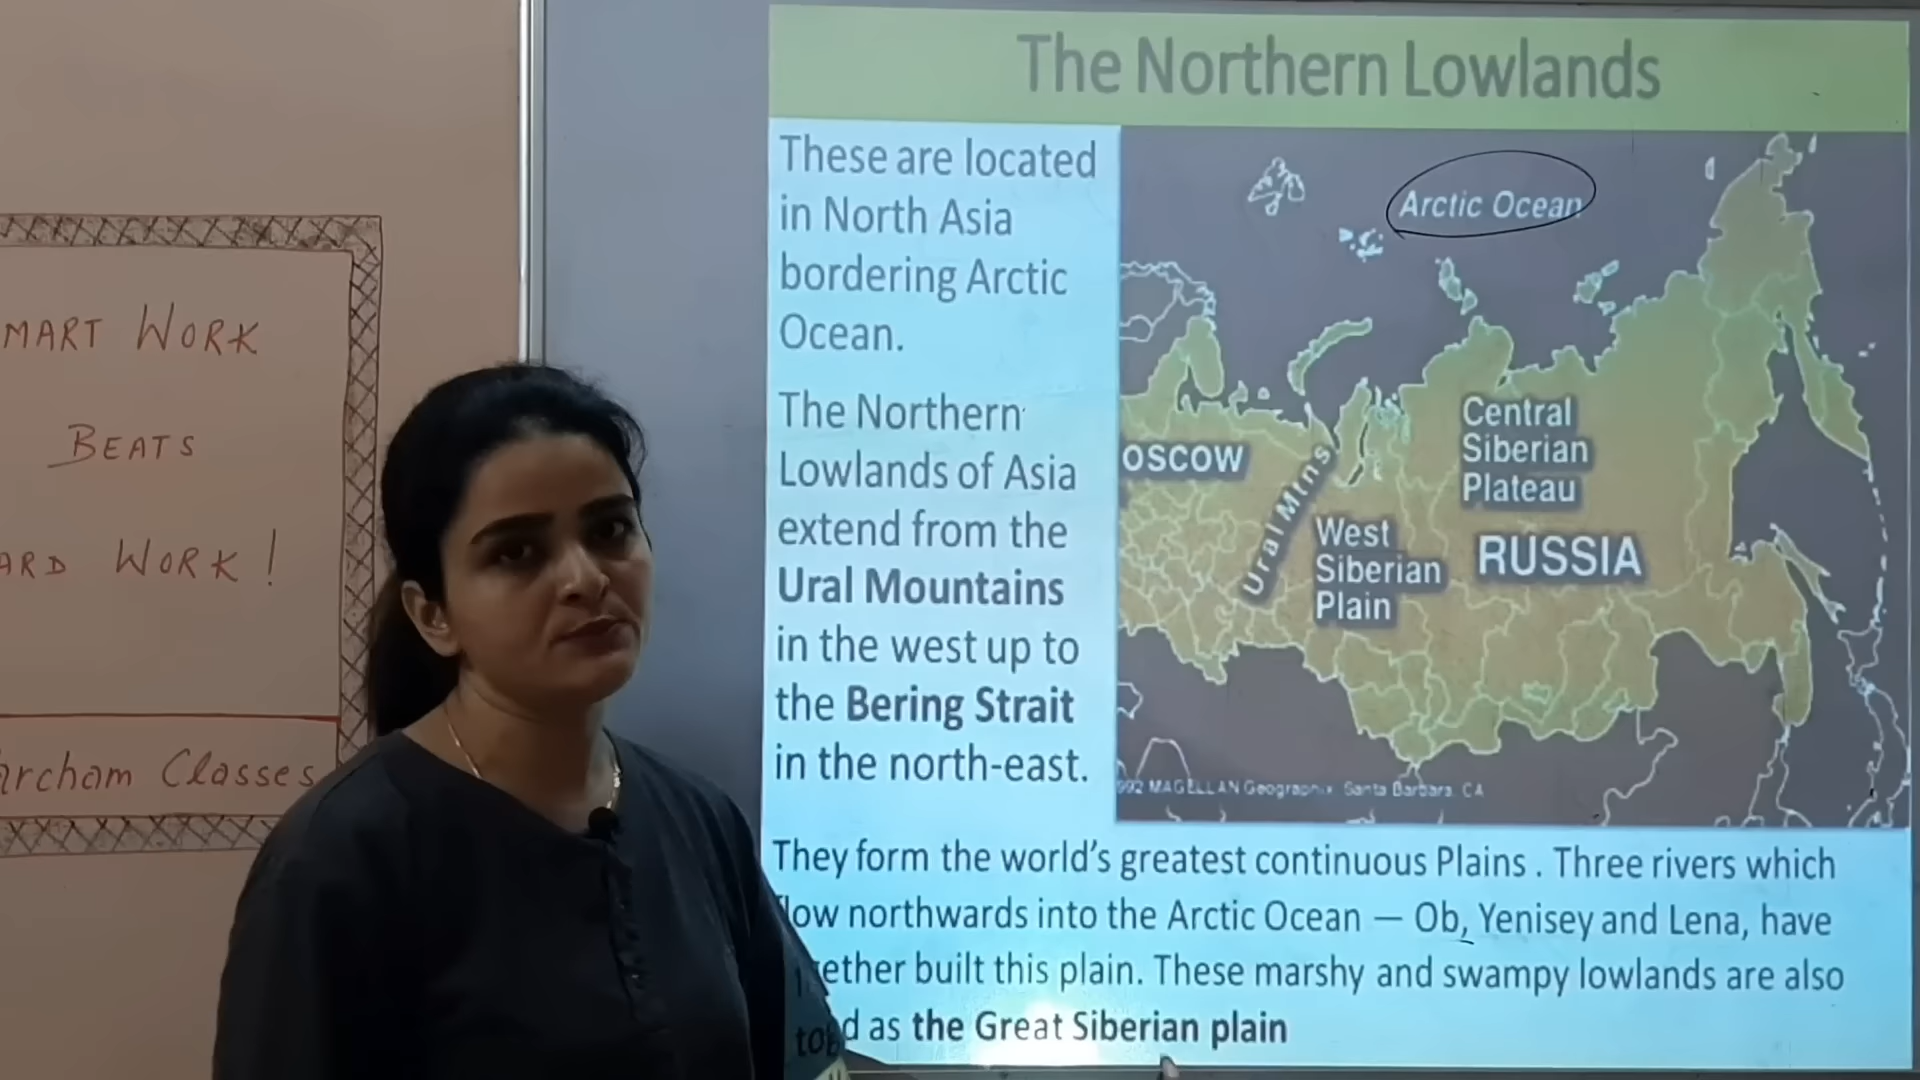 MART WORK
BEATS
ARD WORK!
archam Classes
The Northern Lowlands
These are located
in North Asia
bordering Arctic
Ocean.
The Northern
Lowlands of Asia
extend from the
Ural Mountains
in the west up to
the Bering Strait
in the north-east.
Arctic Ocean
Central
Siberian
Plateau
OSCOW
Ural Mtns
West
Siberian
Plain
RUSSIA
992 MAGELLAN Geographix Santa Barbara, CA
They form the world's greatest continuous Plains . Three rivers which
low northwards into the Arctic Ocean — Ob, Yenisey and Lena, have
ether built this plain. These marshy and swampy lowlands are also
d as the Great Siberian plain